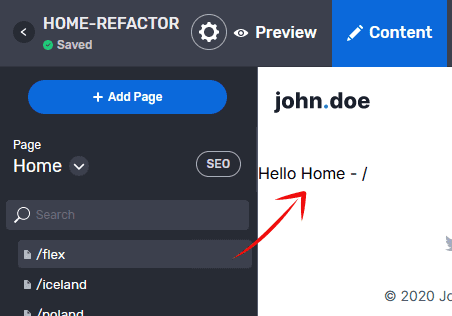 HOME-REFACTOR
Saved
Preview
Content
+ Add Page
Page
Home
SEO
Search
/flex
/iceland
/poland
john.doe
Hello Home - /
© 2020 Jo